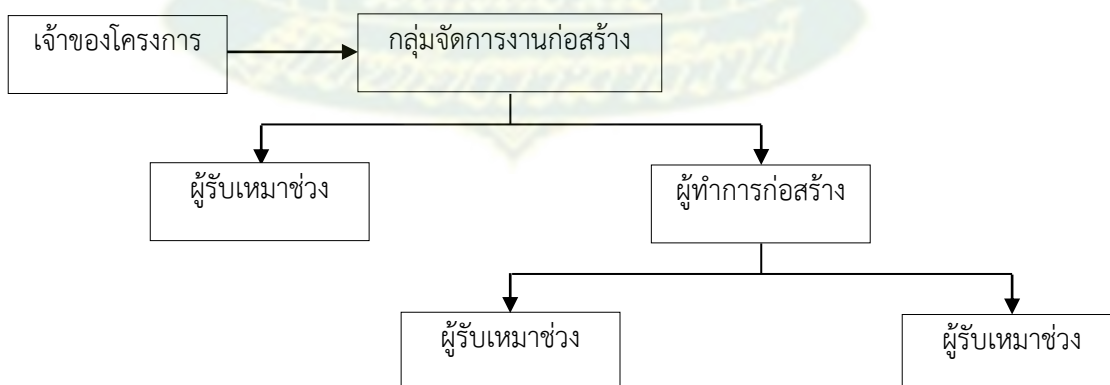 เจ้าของโครงการ
กลุ่มจัดการงานก่อสร้าง
ผู้รับเหมาช่วง
ผู้ทำการก่อสร้าง
ผู้รับเหมาช่วง
ผู้รับเหมาช่วง